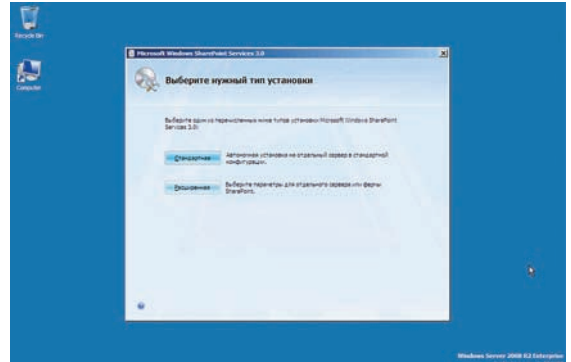 Recycle Bin
Computer
Microsoft Windows SharePoint Services 3.0
Выберите нужный тип установки
Выберите один из перечисленных ниже типов установки Microsoft Windows SharePoint
Services 3.0:
Стандартная
Автономная установка на отдельный сервер в стандартной
конфигурации.
Расширенная
Выберите параметры для отдельного сервера или фермы
SharePoint.
Windows Server 2008 R2 Enterprise